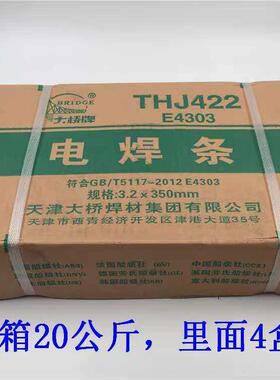 BRIDGE
大桥牌
THJ422
E4303
电焊条
符合GB/T5117-2012 E4303
规格:3.2×350mm
天津大桥焊材集团有限公司
天津市西青经济开发区津港大道35号
箱20公斤，里面4盒